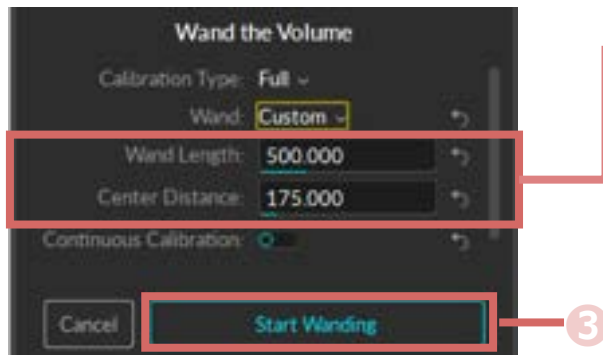 Wand the Volume
Calibration Type: Full
Wand: Custom
Wand Length: 500.000
Center Distance: 175.000
Continuous Calibration:
Cancel Start Wanding
3